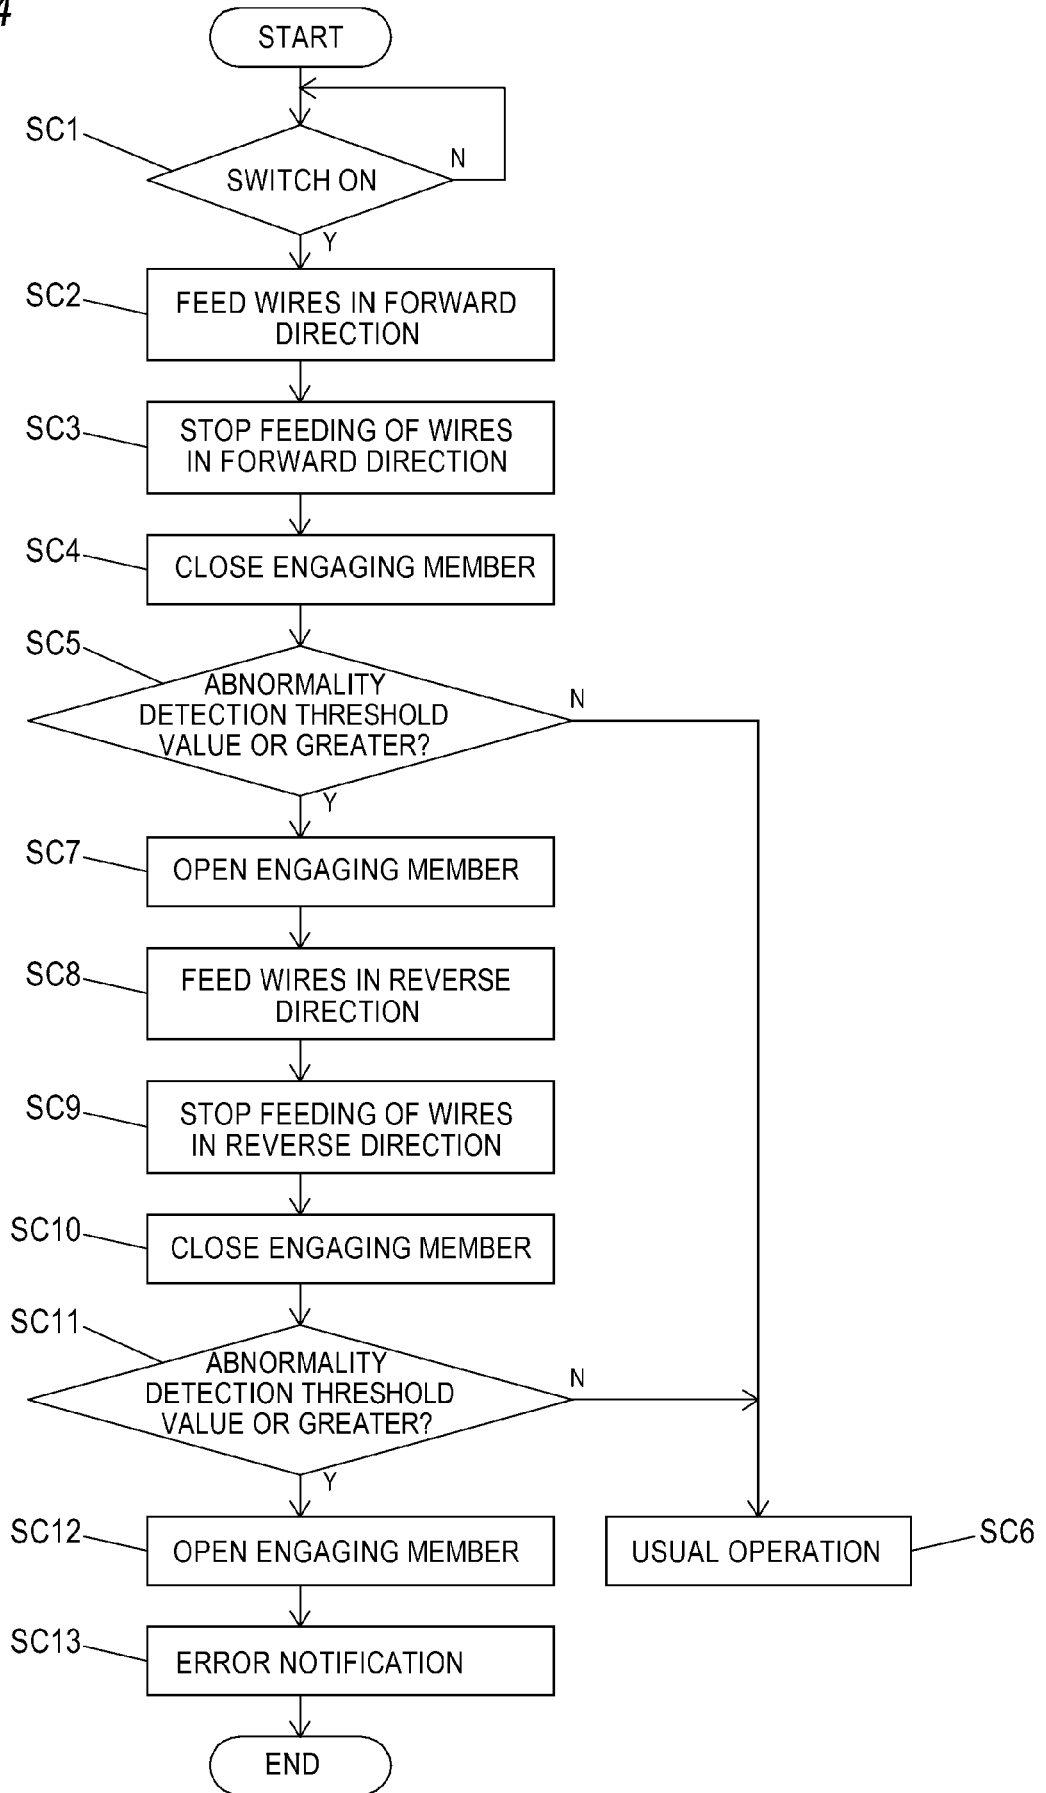 4
START
SC1
SWITCH ON
N
Y
SC2
FEED WIRES IN FORWARD
DIRECTION
SC3
STOP FEEDING OF WIRES
IN FORWARD DIRECTION
SC4
CLOSE ENGAGING MEMBER
SC5
ABNORMALITY
DETECTION THRESHOLD
VALUE OR GREATER?
N
Y
SC7
OPEN ENGAGING MEMBER
SC8
FEED WIRES IN REVERSE
DIRECTION
SC9
STOP FEEDING OF WIRES
IN REVERSE DIRECTION
SC10
CLOSE ENGAGING MEMBER
SC11
ABNORMALITY
DETECTION THRESHOLD
VALUE OR GREATER?
N
Y
SC12
OPEN ENGAGING MEMBER
USUAL OPERATION
SC6
SC13
ERROR NOTIFICATION
END